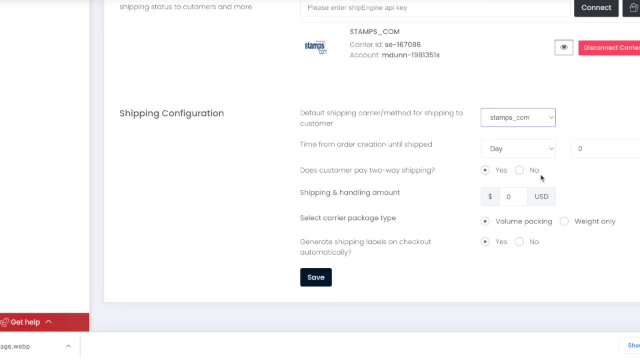 shipping status to customers and more
Please enter shipEngine api key
Connect
STAMPS_COM
stamps
com
Carrier Id: se-167086
Account: mdunn-1981351s
Disconnect Carrier
Shipping Configuration
Default shipping carrier/method for shipping to
customer
stamps_com
Time from order creation until shipped
Day
0
Does customer pay two-way shipping?
Yes
No
Shipping & handling amount
$
0
USD
Select carrier package type
Volume packing
Weight only
Generate shipping labels on checkout
automatically?
Yes
No
Save
Get help
age.webp
Sho